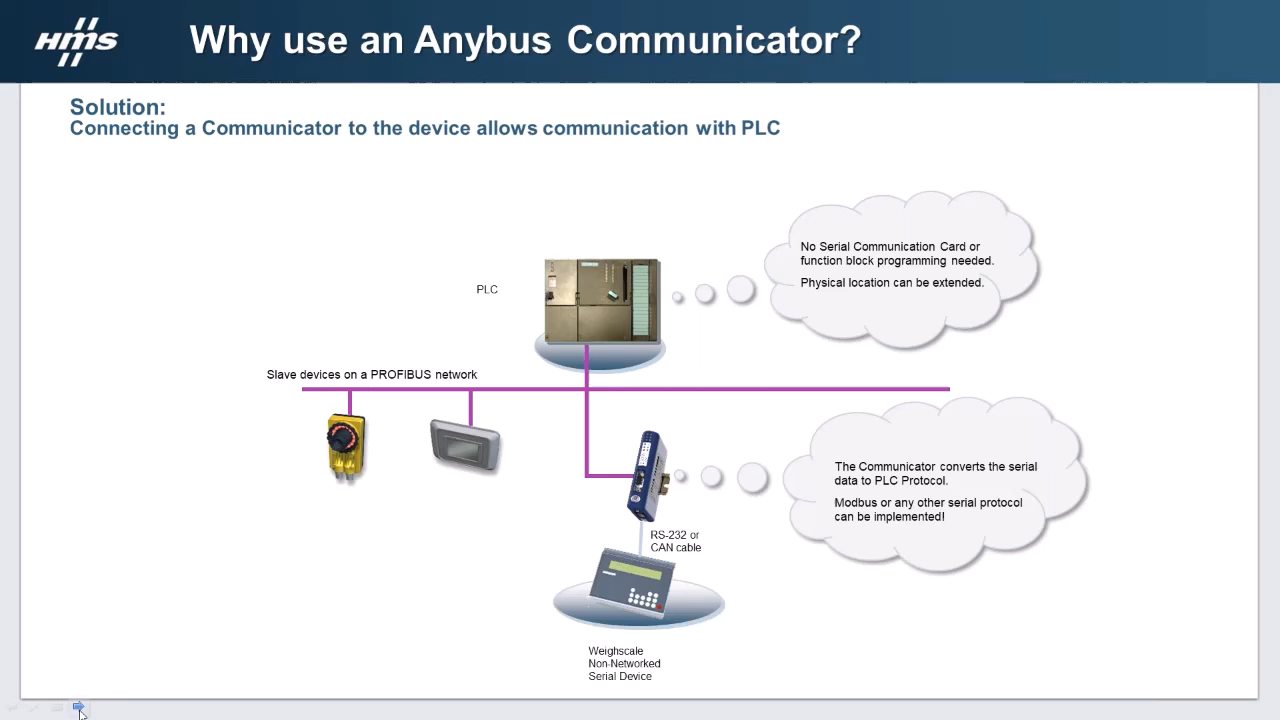 HMS
Why use an Anybus Communicator?
Solution:
Connecting a Communicator to the device allows communication with PLC
No Serial Communication Card or
function block programming needed.
Physical location can be extended.
PLC
Slave devices on a PROFIBUS network
The Communicator converts the serial
data to PLC Protocol.
Modbus or any other serial protocol
can be implemented!
RS-232 or
CAN cable
Weighscale
Non-Networked
Serial Device